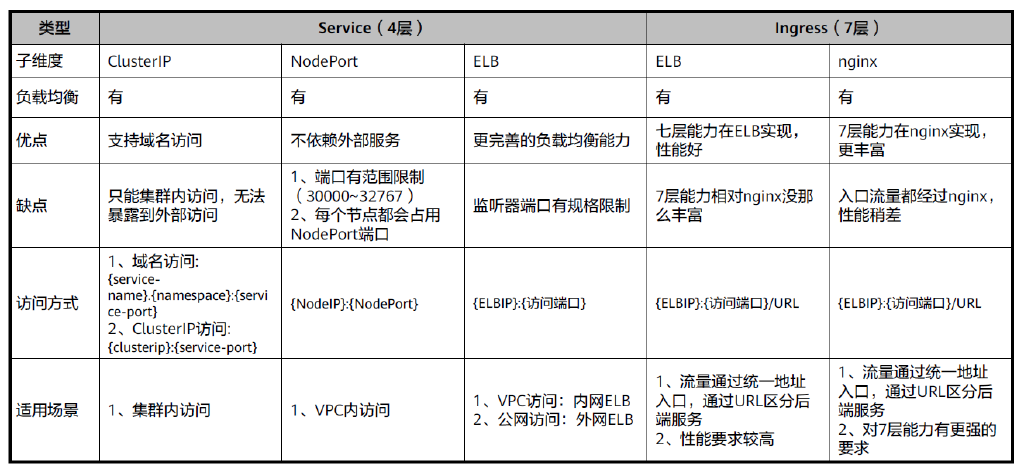 类型
Service（4层）
Ingress（7层）
子维度
ClusterIP
NodePort
ELB
ELB
nginx
负载均衡
有
有
有
有
有
优点
支持域名访问
不依赖外部服务
更完善的负载均衡能力
七层能力在ELB实现，
性能好
7层能力在nginx实现，
更丰富
缺点
只能集群内访问，无法
暴露到外部访问
1、端口有范围限制
（30000~32767）
2、每个节点都会占用
NodePort端口
监听器端口有规格限制
7层能力相对nginx没那
么丰富
入口流量都经过nginx，
性能稍差
访问方式
1、域名访问:
{service-
name}.{namespace}:{servi
ce-port}
2、ClusterIP访问:
{clusterip}:{service-port}
{NodeIP}:{NodePort}
{ELBIP}:{访问端口}
{ELBIP}:{访问端口}/URL
{ELBIP}:{访问端口}/URL
适用场景
1、集群内访问
1、VPC内访问
1、VPC访问：内网ELB
2、公网访问：外网ELB
1、流量通过统一地址
入口，通过URL区分后
端服务
2、性能要求较高
1、流量通过统一地址
入口，通过URL区分后
端服务
2、对7层能力有更强的
要求